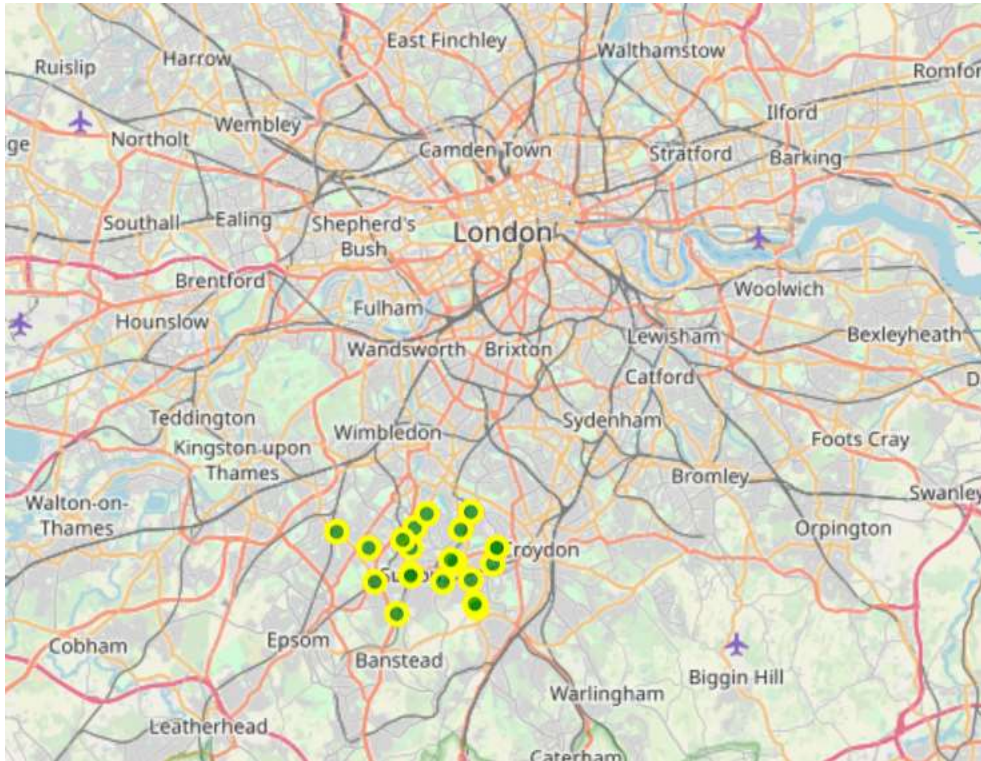 East Finchley
Walthamstow
Harrow
Ruislip
Romfor
Ilford
Wembley
Northolt
ge
Camden Town
Stratford
Barking
Southall
Ealing
Shepherd's
Bush
London
Brentford
Woolwich
Fulham
Hounslow
Lewisham
Bexleyheath
Wandsworth
Brixton
Catford
D
Teddington
Sydenham
Wimbledon
Foots Cray
Kingston upon
Thames
Bromley
Swanley
Walton-on-
Thames
Orpington
Croydon
Epsom
Cobham
Banstead
Biggin Hill
Warlingham
Leatherhead
Caterham